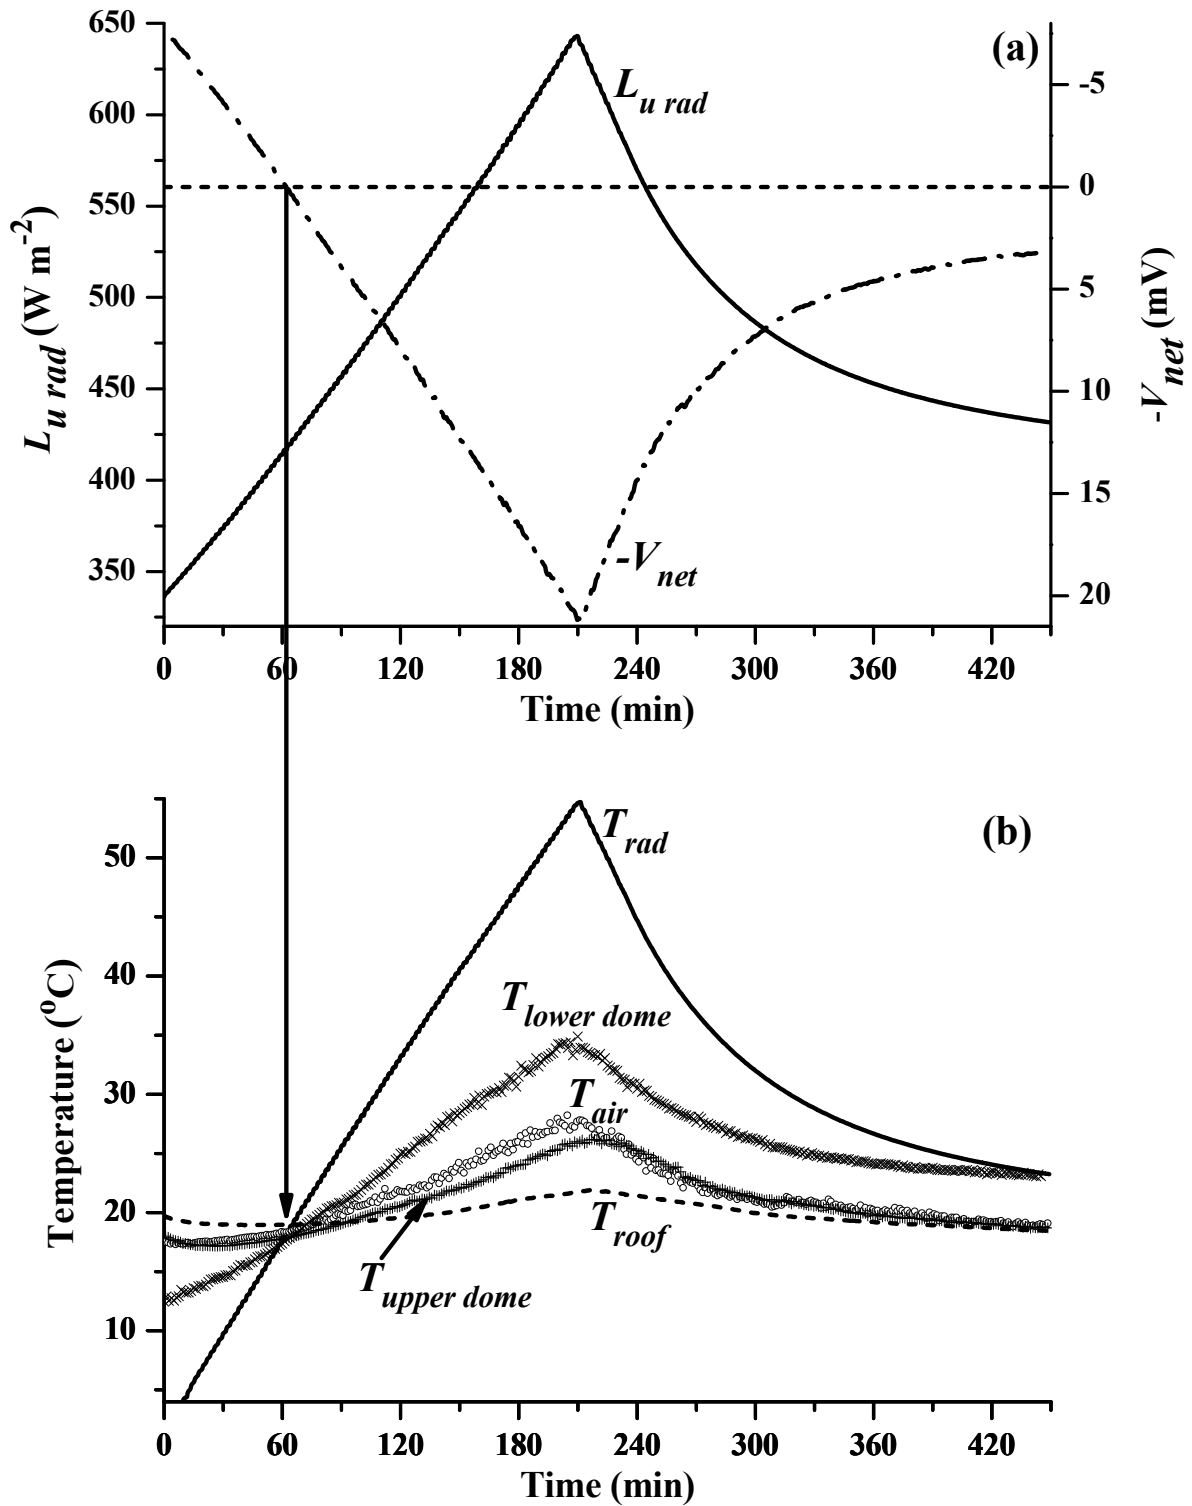 (a)
650
600
550
500
450
400
350
L_u rad (W m^-2)
-5
0
5
10
15
20
-V_net (mV)
L_u rad
-V_net
0 60 120 180 240 300 360 420
Time (min)
(b)
50
40
30
20
10
Temperature (°C)
T_rad
T_lower dome
T_air
T_roof
T_upper dome
0 60 120 180 240 300 360 420
Time (min)